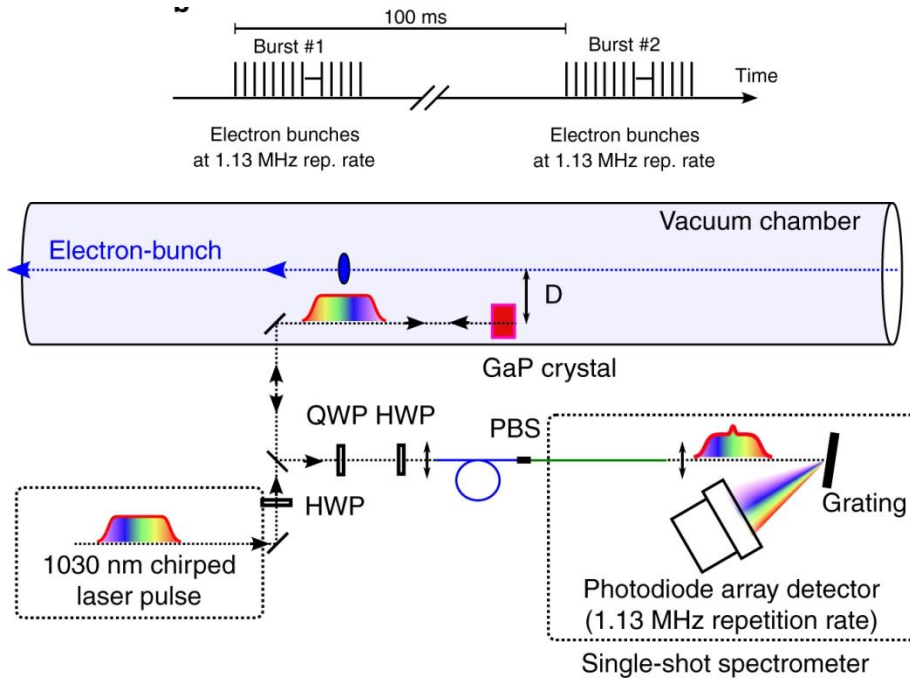 b
100 ms
Burst #1
Burst #2
Time
Electron bunches
at 1.13 MHz rep. rate
Electron bunches
at 1.13 MHz rep. rate
Vacuum chamber
Electron-bunch
D
GaP crystal
QWP HWP
PBS
HWP
Grating
1030 nm chirped
laser pulse
Photodiode array detector
(1.13 MHz repetition rate)
Single-shot spectrometer